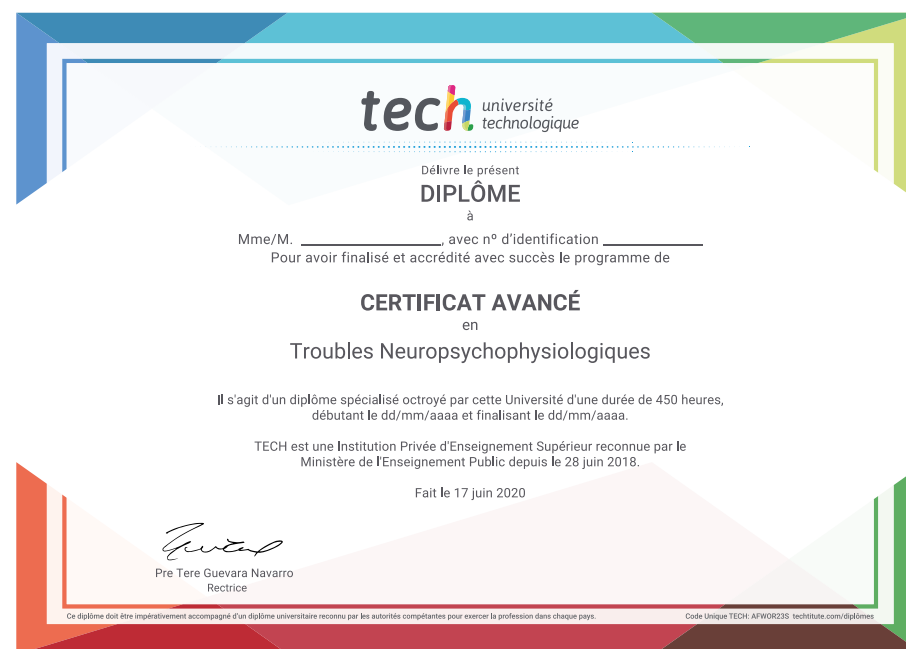 tech université
technologique
Délivre le présent
DIPLÔME
à
Mme/M. ____________________, avec nº d'identification ______________
Pour avoir finalisé et accrédité avec succès le programme de
CERTIFICAT AVANCÉ
en
Troubles Neuropsychophysiologiques
Il s'agit d'un diplôme spécialisé octroyé par cette Université d'une durée de 450 heures,
débutant le dd/mm/aaaa et finalisant le dd/mm/aaaa.
TECH est une Institution Privée d'Enseignement Supérieur reconnue par le
Ministère de l'Enseignement Public depuis le 28 juin 2018.
Fait le 17 juin 2020
Pre Tere Guevara Navarro
Rectrice
Ce diplôme doit être impérativement accompagné d'un diplôme universitaire reconnu par les autorités compétantes pour exercer la profession dans chaque pays.
Code Unique TECH: AFWOR23S techtitute.com/diplômes